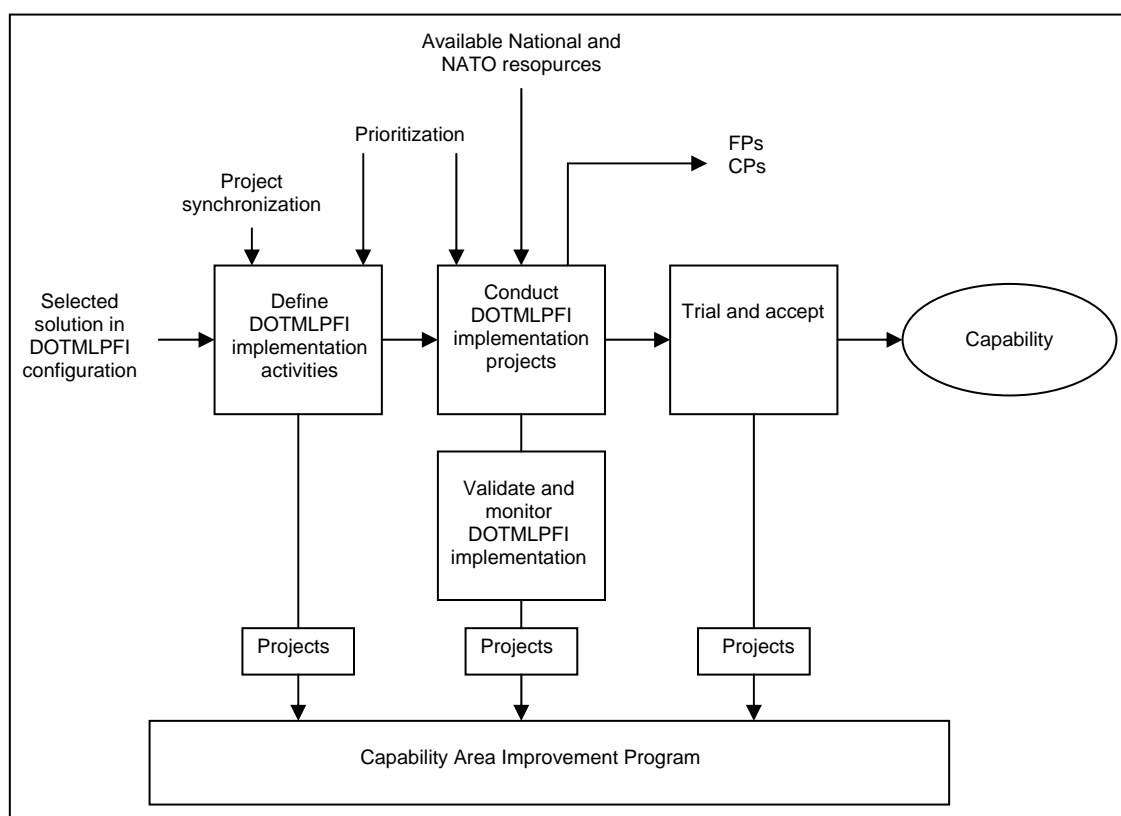 Available National and
NATO resopurces
Prioritization
FPs
CPs
Project
synchronization
Selected
solution in
DOTMLPFI
configuration
Define
DOTMLPFI
implementation
activities
Conduct
DOTMLPFI
implementation
projects
Trial and accept
Capability
Validate and
monitor
DOTMLPFI
implementation
Projects
Projects
Projects
Capability Area Improvement Program